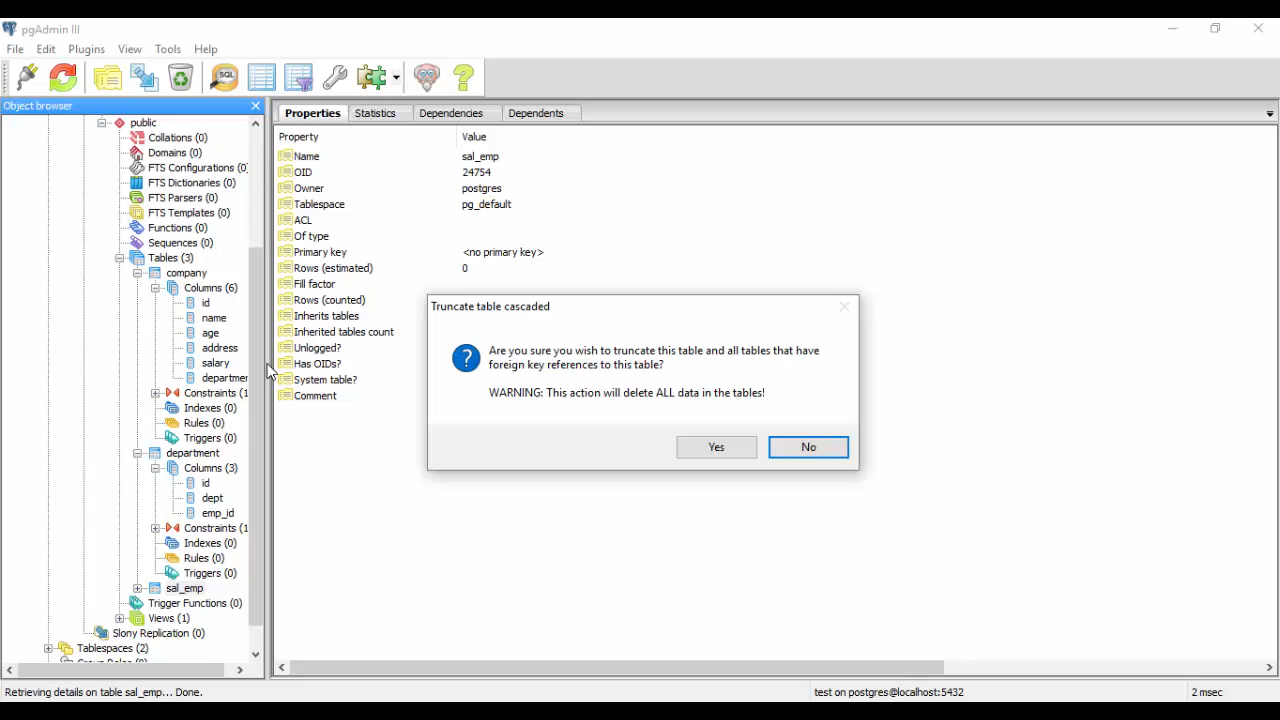 pgAdmin III
File Edit Plugins View Tools Help
SQL
Object browser
public
Collations (0)
Domains (0)
FTS Configurations (0)
FTS Dictionaries (0)
FTS Parsers (0)
FTS Templates (0)
Functions (0)
Sequences (0)
Tables (3)
company
Columns (6)
id
name
age
address
salary
departmen
Constraints (1
Indexes (0)
Rules (0)
Triggers (0)
department
Columns (3)
id
dept
emp_id
Constraints (1
Indexes (0)
Rules (0)
Triggers (0)
sal_emp
Trigger Functions (0)
Views (1)
Slony Replication (0)
Tablespaces (2)
Properties Statistics Dependencies Dependents
Property Value
Name sal_emp
OID 24754
Owner postgres
Tablespace pg_default
ACL
Of type
Primary key <no primary key>
Rows (estimated) 0
Fill factor
Rows (counted)
Inherits tables
Inherited tables count
Unlogged?
Has OIDs?
System table?
Comment
Truncate table cascaded
Are you sure you wish to truncate this table and all tables that have
foreign key references to this table?
WARNING: This action will delete ALL data in the tables!
Yes No
Retrieving details on table sal_emp... Done. test on postgres@localhost:5432 2 msec